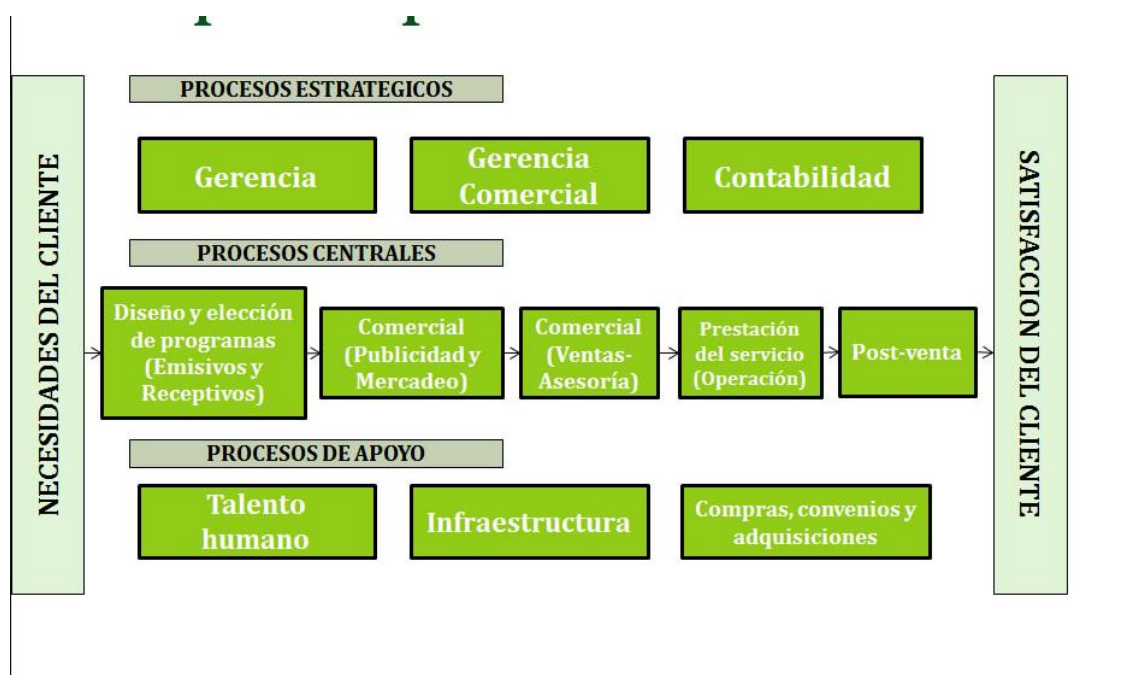 PROCESOS ESTRATEGICOS
NECESIDADES DEL CLIENTE
Gerencia
Gerencia
Comercial
Contabilidad
SATISFACCION DEL CLIENTE
PROCESOS CENTRALES
Diseño y elección
de programas
(Emisivos y
Receptivos)
Comercial
(Publicidad y
Mercadeo)
Comercial
(Ventas-
Asesoría)
Prestación
del servicio
(Operación)
Post-venta
PROCESOS DE APOYO
Talento
humano
Infraestructura
Compras, convenios y
adquisiciones